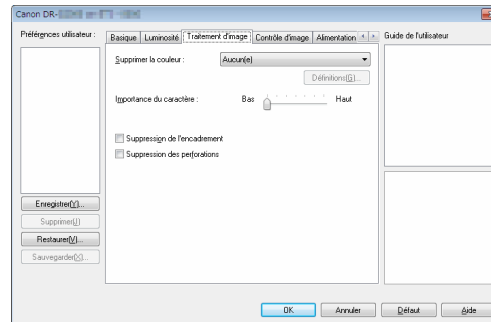 Canon DR-
Préférences utilisateur :
Basique
Luminosité
Traitement d'image
Contrôle d'image
Alimentation
Guide de l'utilisateur
Supprimer la couleur :
Aucun(e)
Définitions(G)...
Importance du caractère :
Bas
Haut
Suppression de l'encadrement
Suppression des perforations
Enregistrer(Y)...
Supprimer(J)
Restaurer(V)...
Sauvegarder(X)...
OK
Annuler
Défaut
Aide